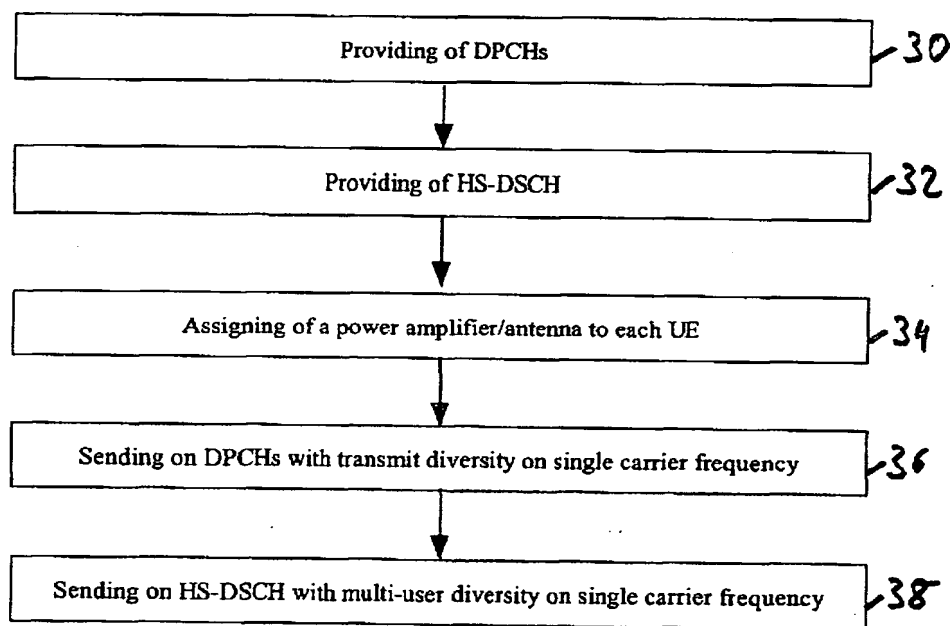 Providing of DPCHs
30
Providing of HS-DSCH
32
Assigning of a power amplifier/antenna to each UE
34
Sending on DPCHs with transmit diversity on single carrier frequency
36
Sending on HS-DSCH with multi-user diversity on single carrier frequency
38